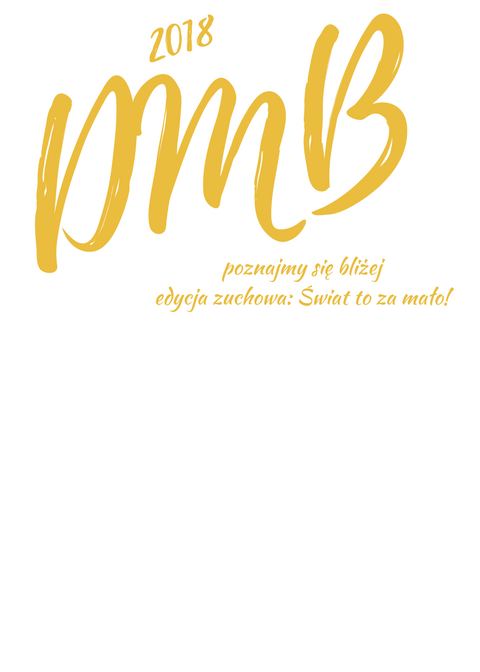 2018
PMB
poznajmy się bliżej
edycja zuchowa: Świat to za mało!